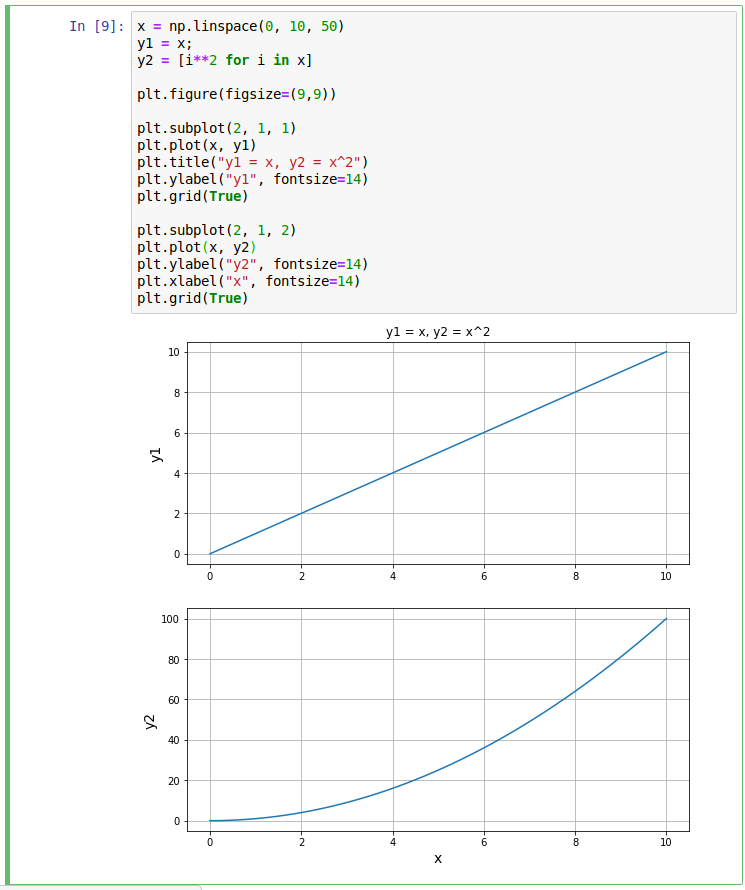 In [9]: x = np.linspace(0, 10, 50)
y1 = x;
y2 = [i**2 for i in x]
plt.figure(figsize=(9,9))
plt.subplot(2, 1, 1)
plt.plot(x, y1)
plt.title("y1 = x, y2 = x^2")
plt.ylabel("y1", fontsize=14)
plt.grid(True)
plt.subplot(2, 1, 2)
plt.plot(x, y2)
plt.ylabel("y2", fontsize=14)
plt.xlabel("x", fontsize=14)
plt.grid(True)
y1 = x, y2 = x^2
10
8
6
4
2
0
y1
0 2 4 6 8 10
100
80
60
40
20
0
y2
0 2 4 6 8 10
x